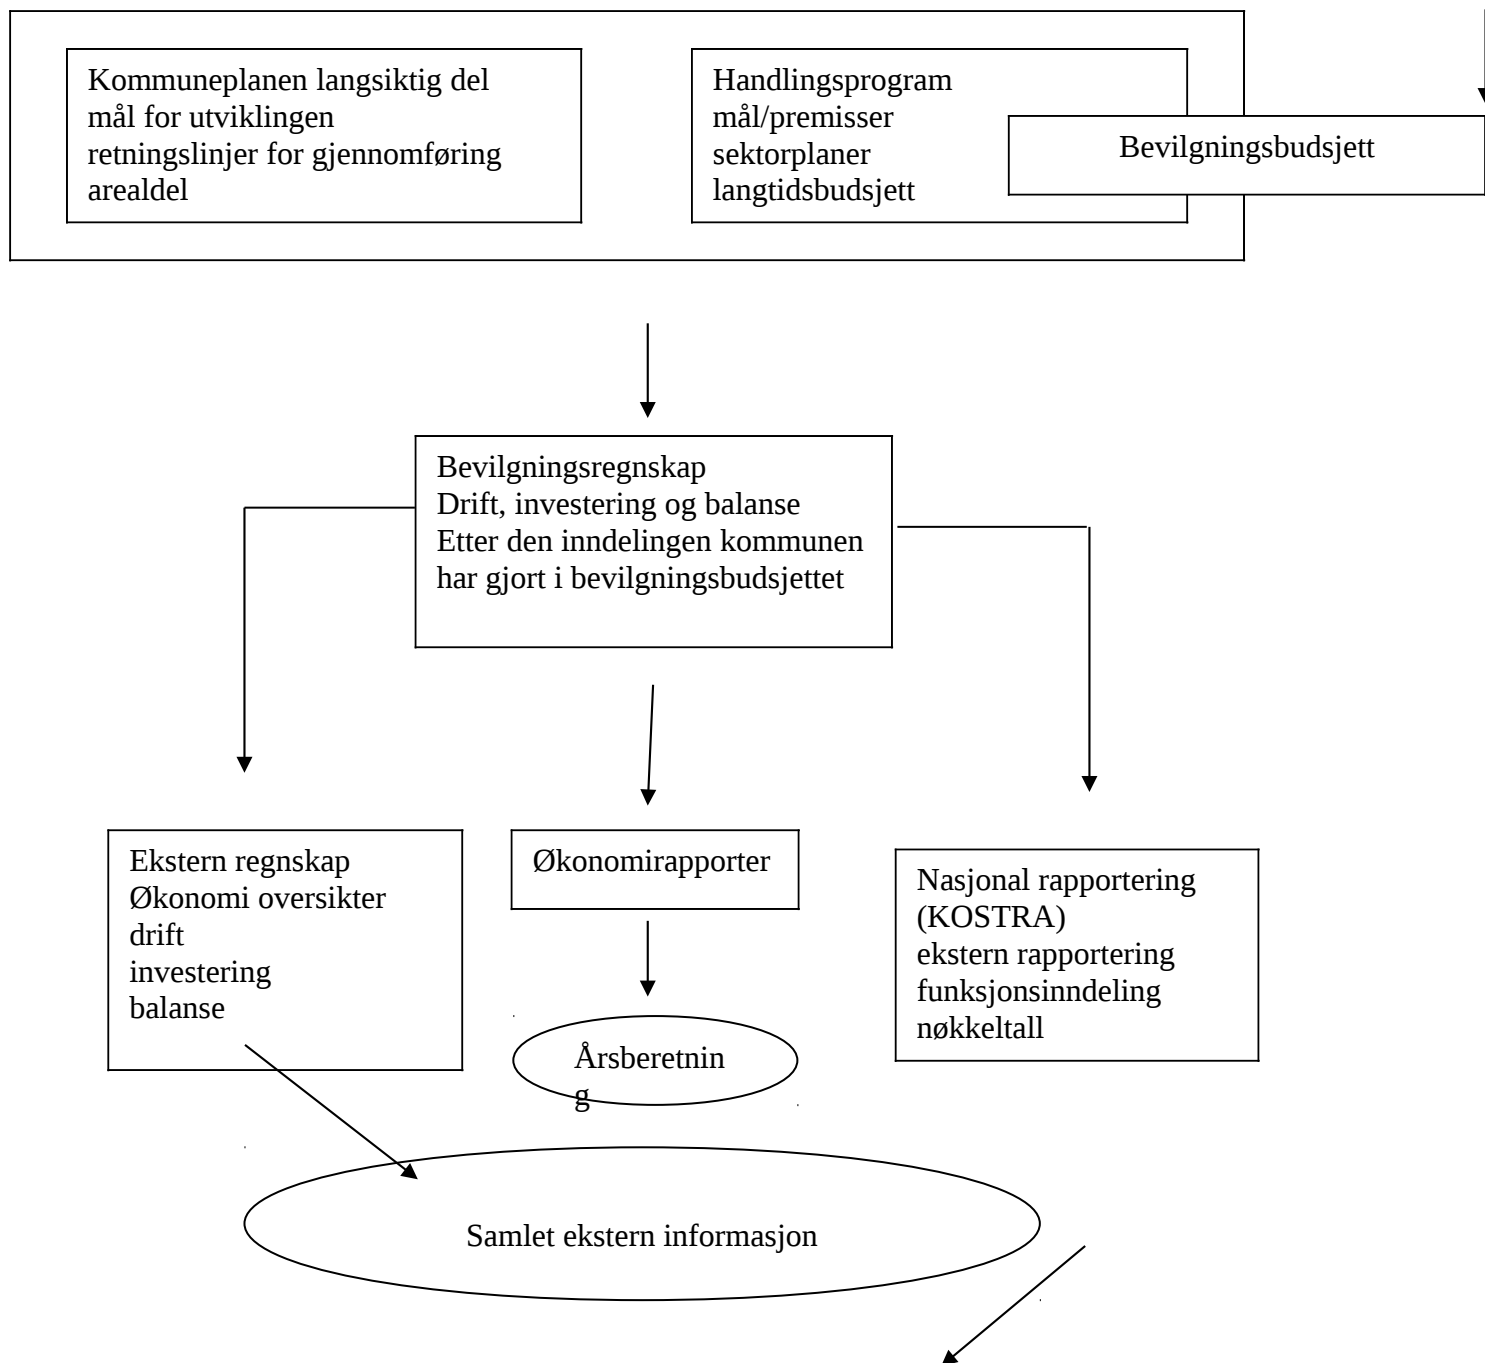 Kommuneplanen langsiktig del
mål for utviklingen
retningslinjer for gjennomføring
arealdel
Handlingsprogram
mål/premisser
sektorplaner
langtidsbudsjett
Bevilgningsbudsjett
Bevilgningsregnskap
Drift, investering og balanse
Etter den inndelingen kommunen
har gjort i bevilgningsbudsjettet
Ekstern regnskap
Økonomi oversikter
drift
investering
balanse
Økonomirapporter
Nasjonal rapportering
(KOSTRA)
ekstern rapportering
funksjonsinndeling
nøkkeltall
Årsberetnin
g
Samlet ekstern informasjon